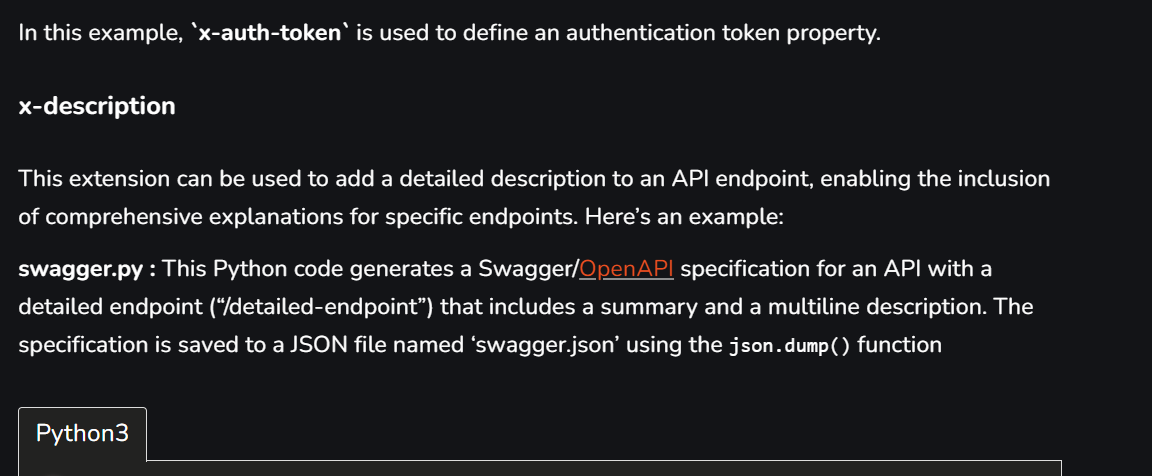 In this example, `x-auth-token` is used to define an authentication token property.
x-description
This extension can be used to add a detailed description to an API endpoint, enabling the inclusion
of comprehensive explanations for specific endpoints. Here’s an example:
swagger.py : This Python code generates a Swagger/OpenAPI specification for an API with a
detailed endpoint (“/detailed-endpoint”) that includes a summary and a multiline description. The
specification is saved to a JSON file named ‘swagger.json’ using the json.dump() function
Python3